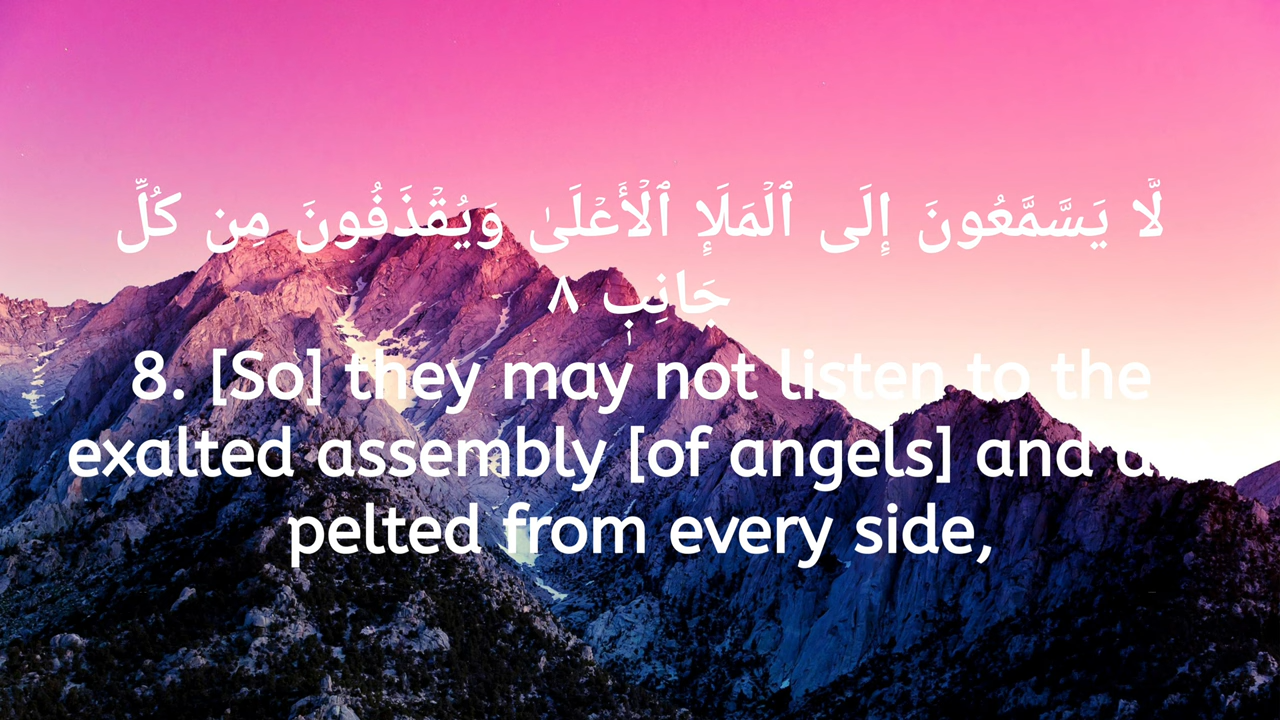 لَّا يَسَّمَّعُونَ إِلَى ٱلْمَلَإِ ٱلْأَعْلَىٰ وَيُقْذَفُونَ مِن كُلِّ
جَانِبٍ ٨
8. [So] they may not listen to the
exalted assembly [of angels] and
pelted from every side,